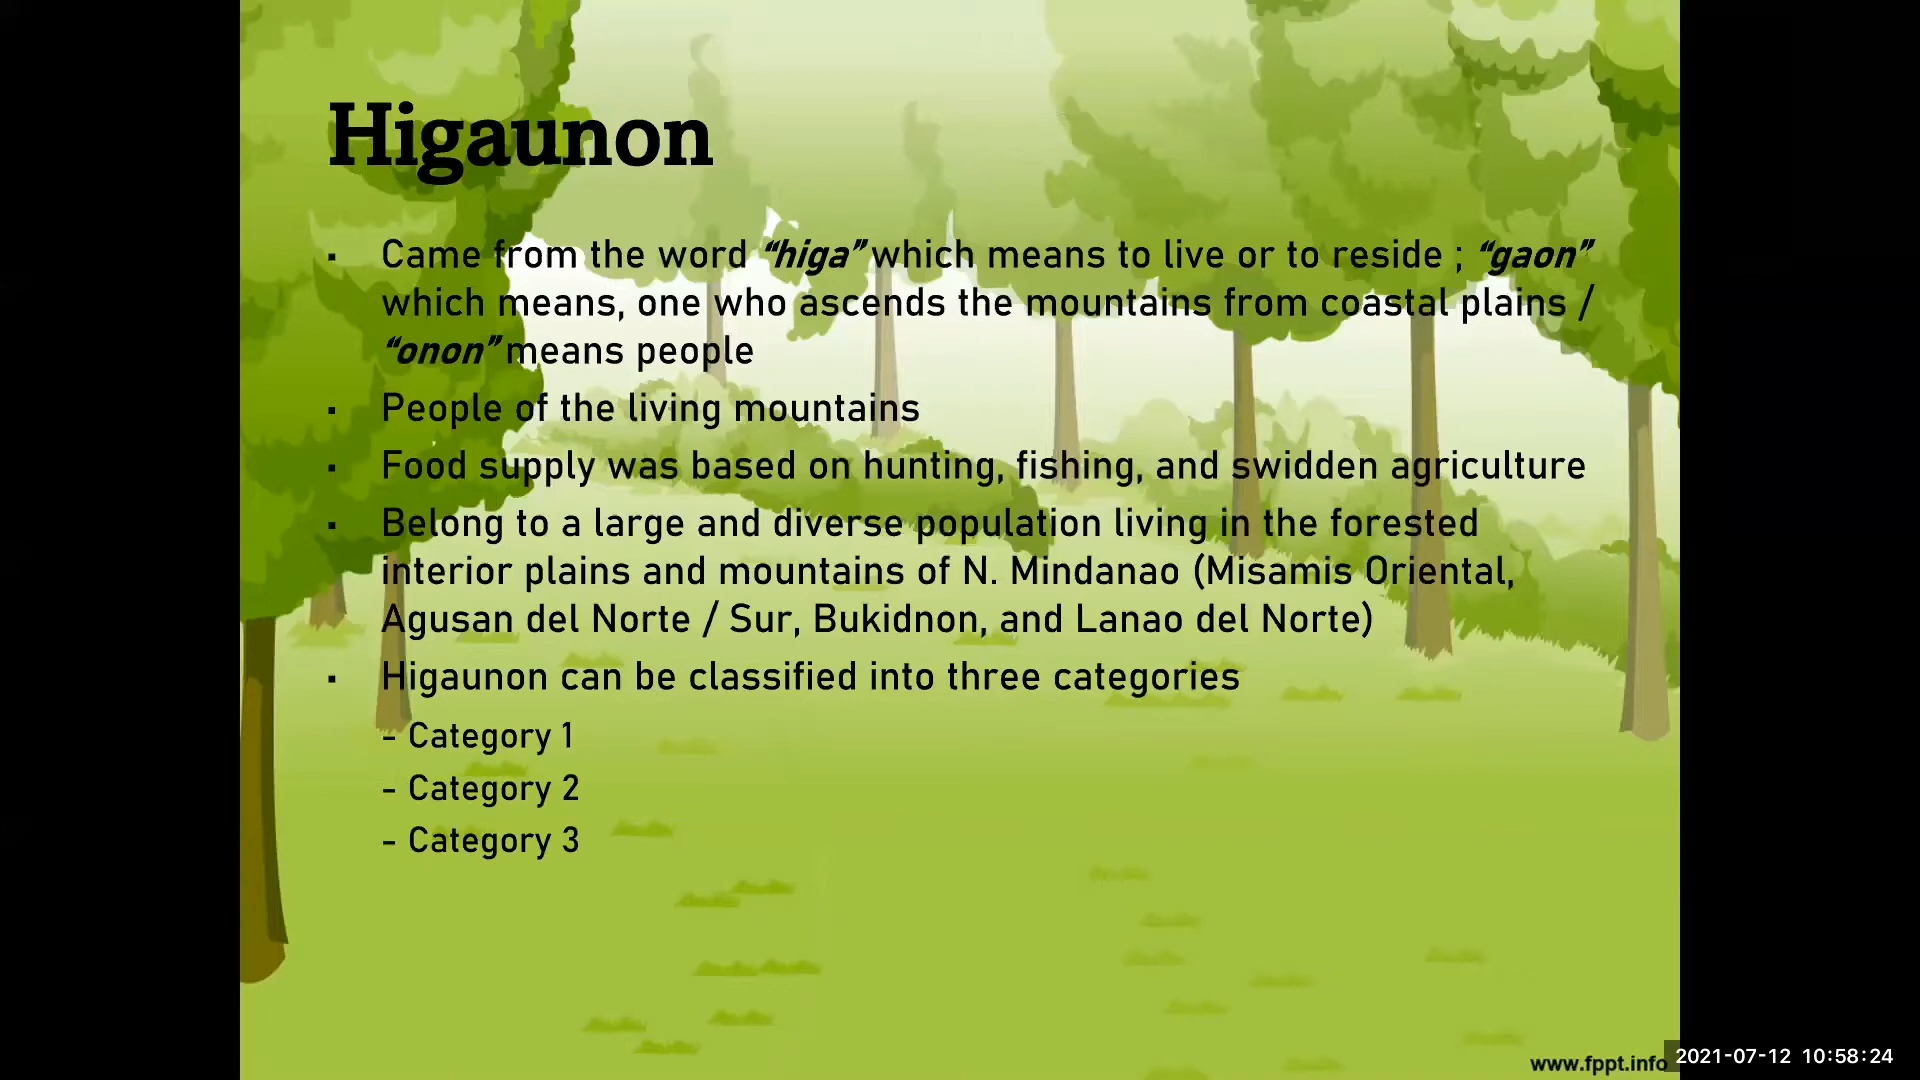 Higaunon
▪ Came from the word “higa” which means to live or to reside ; “gaon”
which means, one who ascends the mountains from coastal plains /
“onon” means people
▪ People of the living mountains
▪ Food supply was based on hunting, fishing, and swidden agriculture
▪ Belong to a large and diverse population living in the forested
interior plains and mountains of N. Mindanao (Misamis Oriental,
Agusan del Norte / Sur, Bukidnon, and Lanao del Norte)
▪ Higaunon can be classified into three categories
- Category 1
- Category 2
- Category 3
www.fppt.info
2021-07-12 10:58:24